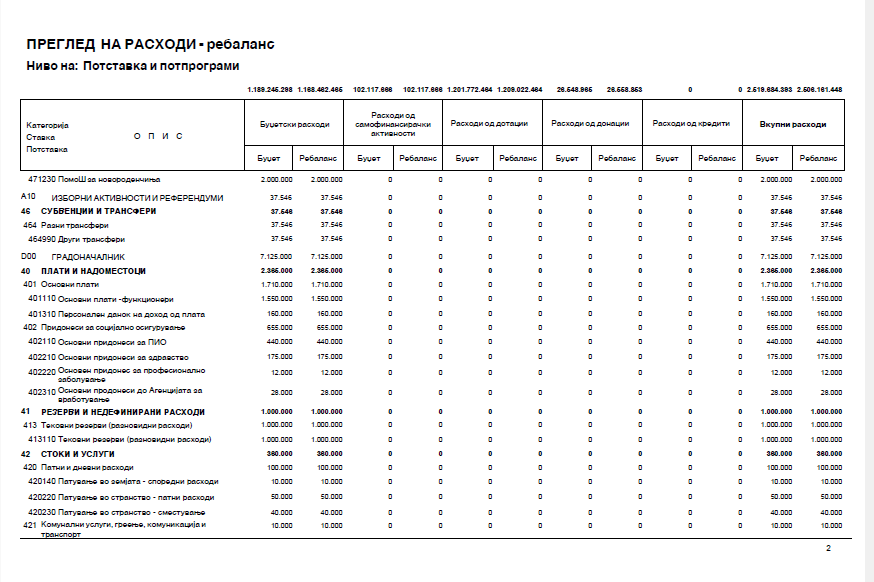 ПРЕГЛЕД НА РАСХОДИ - ребаланс
Ниво на: Потставка и потпрограми
1.189.245.298 1.168.462.465 102.117.666 102.117.666 1.201.772.464 1.209.022.464 26.548.965 26.558.853 0 0 2.519.684.393 2.506.161.448
Категорија
Ставка
Потставка
О П И С
Буџетски расходи
Расходи од
самофинансирачки
активности
Расходи од дотации
Расходи од донации
Расходи од кредити
Вкупни расходи
Буџет Ребаланс Буџет Ребаланс Буџет Ребаланс Буџет Ребаланс Буџет Ребаланс Буџет Ребаланс
471230 ПомоШ за новороденчиња 2.000.000 2.000.000 0 0 0 0 0 0 0 0 2.000.000 2.000.000
A10 ИЗБОРНИ АКТИВНОСТИ И РЕФЕРЕНДУМИ 37.546 37.546 0 0 0 0 0 0 0 0 37.546 37.546
46 СУБВЕНЦИИ И ТРАНСФЕРИ 37.546 37.546 0 0 0 0 0 0 0 0 37.546 37.546
464 Разни трансфери 37.546 37.546 0 0 0 0 0 0 0 0 37.546 37.546
464990 Други трансфери 37.546 37.546 0 0 0 0 0 0 0 0 37.546 37.546
D00 ГРАДОНАЧАЛНИК 7.125.000 7.125.000 0 0 0 0 0 0 0 0 7.125.000 7.125.000
40 ПЛАТИ И НАДОМЕСТОЦИ 2.365.000 2.365.000 0 0 0 0 0 0 0 0 2.365.000 2.365.000
401 Основни плати 1.710.000 1.710.000 0 0 0 0 0 0 0 0 1.710.000 1.710.000
401110 Основни плати -функционери 1.550.000 1.550.000 0 0 0 0 0 0 0 0 1.550.000 1.550.000
401310 Персонален данок на доход од плата 160.000 160.000 0 0 0 0 0 0 0 0 160.000 160.000
402 Придонеси за социјално осигурување 655.000 655.000 0 0 0 0 0 0 0 0 655.000 655.000
402110 Основни придонеси за ПИО 440.000 440.000 0 0 0 0 0 0 0 0 440.000 440.000
402210 Основни придонеси за здравство 175.000 175.000 0 0 0 0 0 0 0 0 175.000 175.000
402220 Основен придонес за професионално
заболување 12.000 12.000 0 0 0 0 0 0 0 0 12.000 12.000
402310 Основни продонеси до Агенцијата за
вработување 28.000 28.000 0 0 0 0 0 0 0 0 28.000 28.000
41 РЕЗЕРВИ И НЕДЕФИНИРАНИ РАСХОДИ 1.000.000 1.000.000 0 0 0 0 0 0 0 0 1.000.000 1.000.000
413 Тековни резерви (разновидни расходи) 1.000.000 1.000.000 0 0 0 0 0 0 0 0 1.000.000 1.000.000
413110 Тековни резерви (разновидни расходи) 1.000.000 1.000.000 0 0 0 0 0 0 0 0 1.000.000 1.000.000
42 СТОКИ И УСЛУГИ 360.000 360.000 0 0 0 0 0 0 0 0 360.000 360.000
420 Патни и дневни расходи 100.000 100.000 0 0 0 0 0 0 0 0 100.000 100.000
420140 Патување во земјата - споредни расходи 10.000 10.000 0 0 0 0 0 0 0 0 10.000 10.000
420220 Патување во странство - патни расходи 50.000 50.000 0 0 0 0 0 0 0 0 50.000 50.000
420230 Патување во странство - сместување 40.000 40.000 0 0 0 0 0 0 0 0 40.000 40.000
421 Комунални услуги, греење, комуникација и
транспорт 10.000 10.000 0 0 0 0 0 0 0 0 10.000 10.000
2